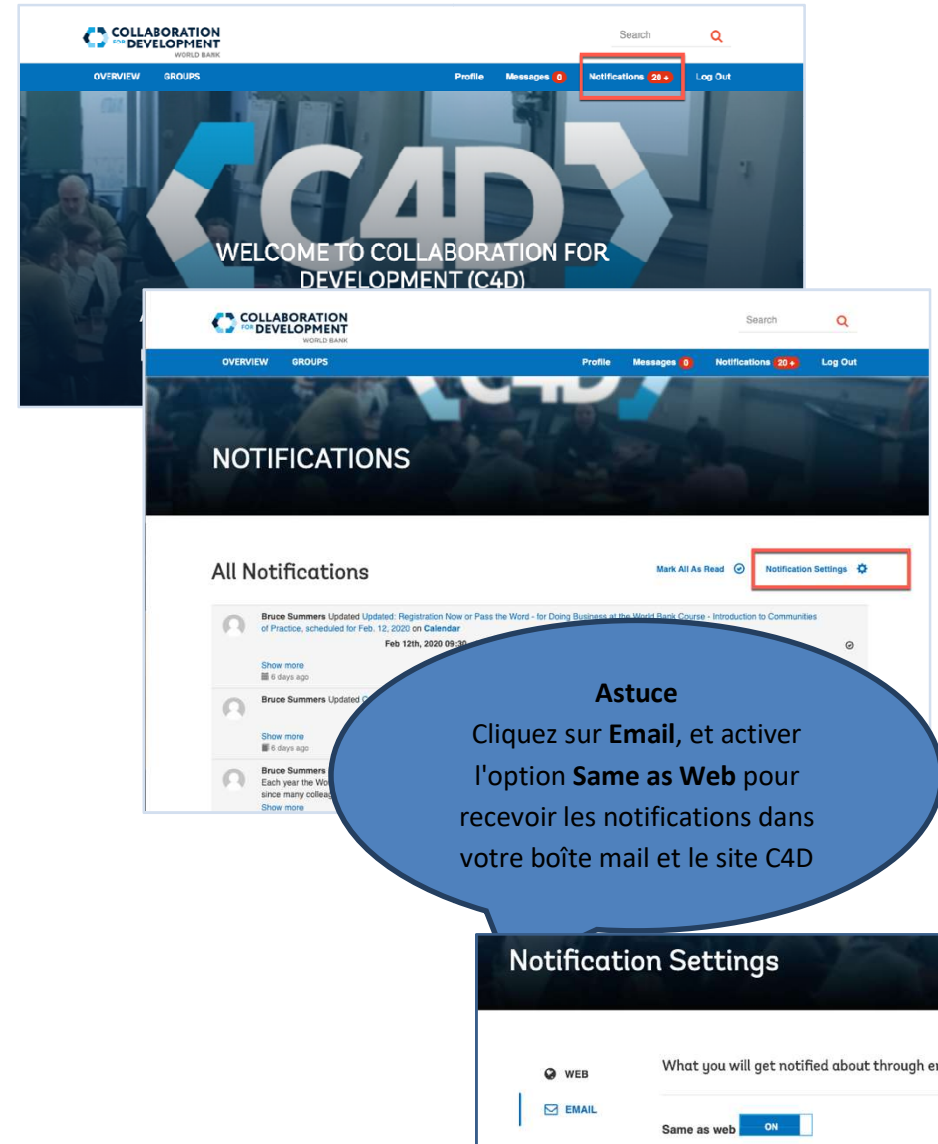 COLLABORATION
FOR DEVELOPMENT
WORLD BANK
Search
OVERVIEW GROUPS Profile Messages 0 Notifications 20+ Log Out
C4D
WELCOME TO COLLABORATION FOR
DEVELOPMENT (C4D)
COLLABORATION
FOR DEVELOPMENT
WORLD BANK
Search
OVERVIEW GROUPS Profile Messages 0 Notifications 20+ Log Out
NOTIFICATIONS
All Notifications Mark All As Read Notification Settings
Bruce Summers Updated Updated: Registration Now or Pass the Word - for Doing Business at the World Bank Course - Introduction to Communities
of Practice, scheduled for Feb. 12, 2020 on Calendar
Feb 12th, 2020 09:30
Show more
6 days ago
Bruce Summers Updated
Show more
6 days ago
Bruce Summers
Each year the
since many
Show more
Astuce
Cliquez sur Email, et activer
l'option Same as Web pour
recevoir les notifications dans
votre boîte mail et le site C4D
Notification Settings
WEB What you will get notified about through
EMAIL
Same as web ON